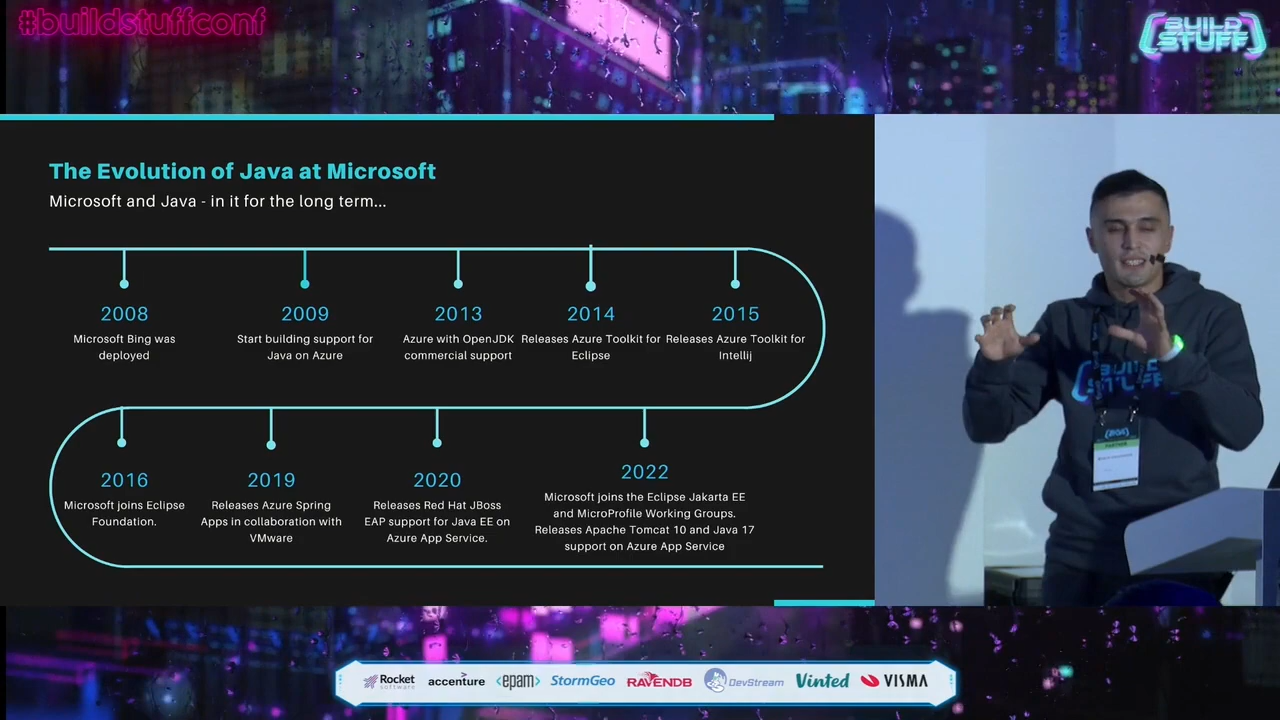 #buildstuffconf
BUILD
STUFF
The Evolution of Java at Microsoft
Microsoft and Java - in it for the long term...
2008
Microsoft Bing was
deployed
2009
Start building support for
Java on Azure
2013
Azure with OpenJDK
commercial support
2014
Releases Azure Toolkit for
Eclipse
2015
Releases Azure Toolkit for
Intellij
2016
Microsoft joins Eclipse
Foundation.
2019
Releases Azure Spring
Apps in collaboration with
VMware
2020
Releases Red Hat JBoss
EAP support for Java EE on
Azure App Service.
2022
Microsoft joins the Eclipse Jakarta EE
and MicroProfile Working Groups.
Releases Apache Tomcat 10 and Java 17
support on Azure App Service
BUILD
STUFF
Rocket
software
accenture
<epam>
StormGeo
RAVENDB
DevStream
Vinted
VISMA